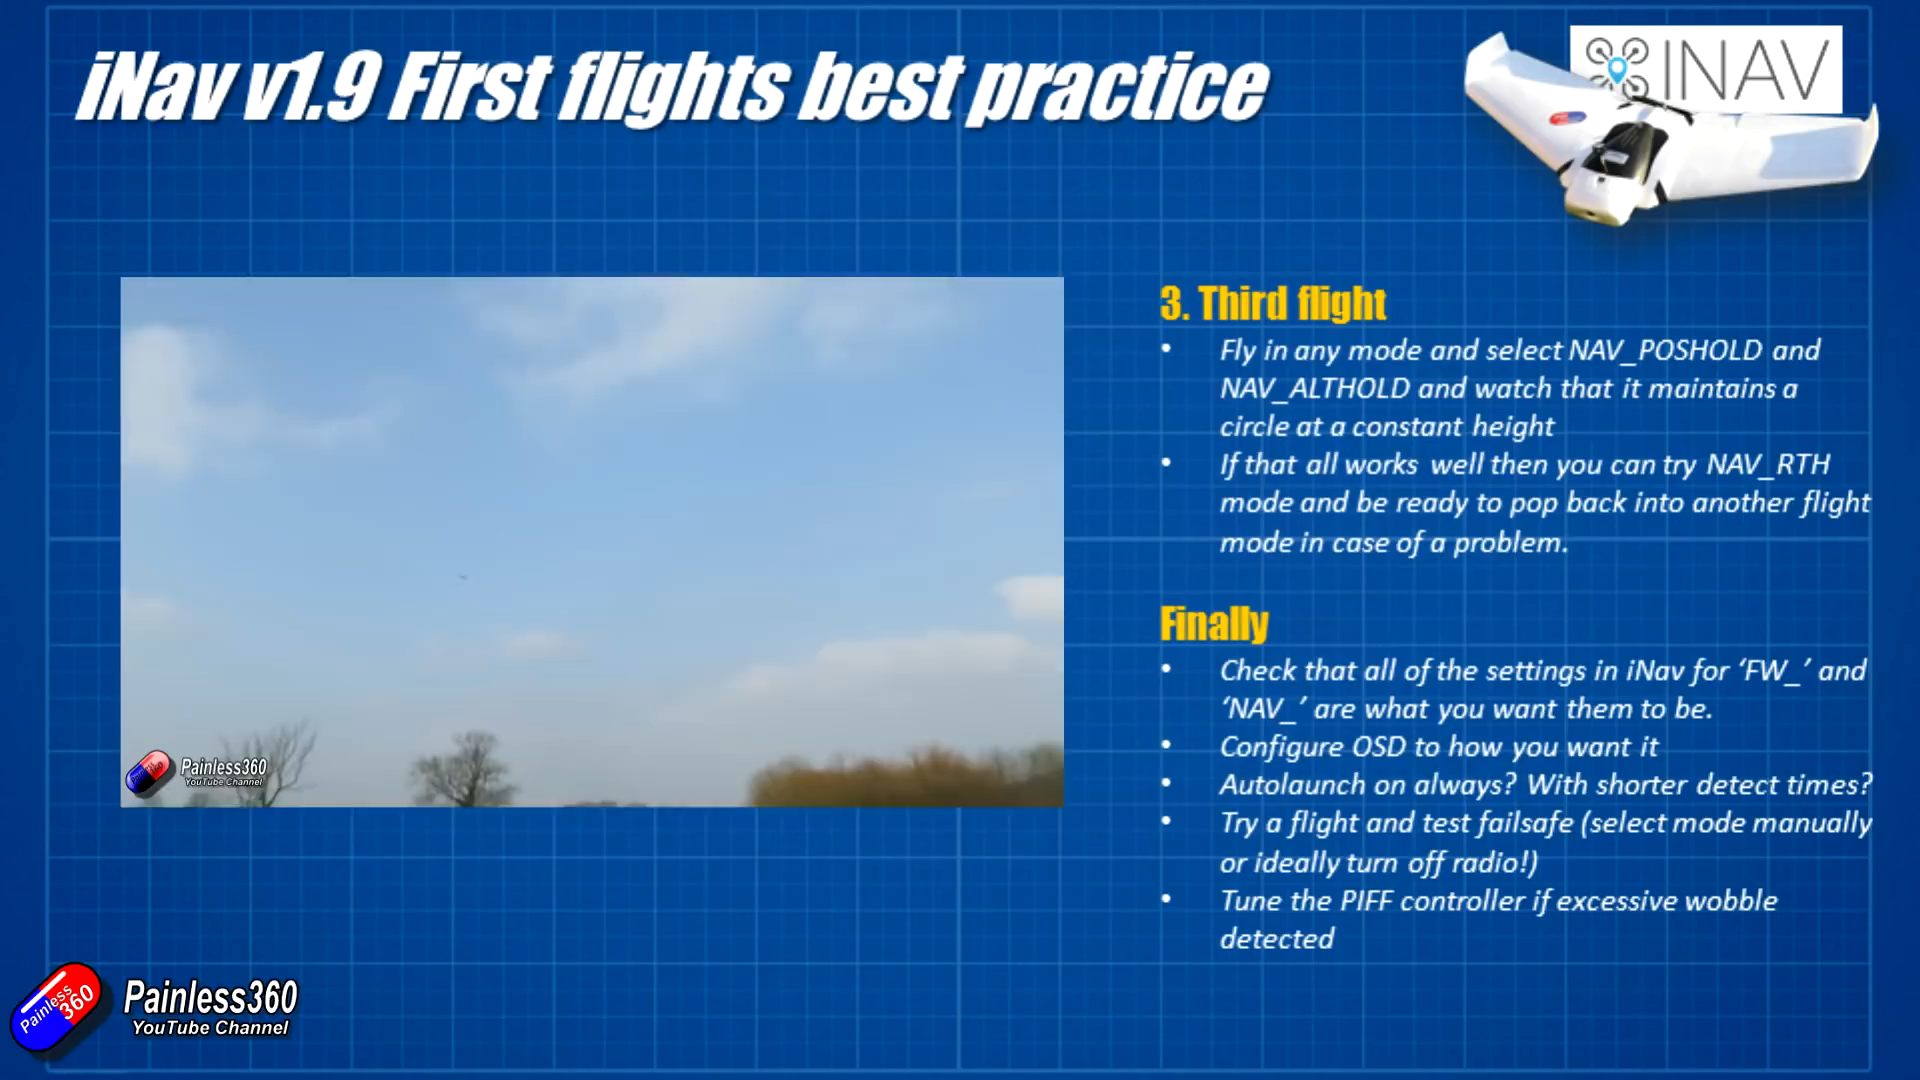 iNav v1.9 First flights best practice
INAV
3. Third flight
• Fly in any mode and select NAV_POSHOLD and
NAV_ALTHOLD and watch that it maintains a
circle at a constant height
• If that all works well then you can try NAV_RTH
mode and be ready to pop back into another flight
mode in case of a problem.
Finally
• Check that all of the settings in iNav for ‘FW_’ and
‘NAV_’ are what you want them to be.
• Configure OSD to how you want it
• Autolaunch on always? With shorter detect times?
• Try a flight and test failsafe (select mode manually
or ideally turn off radio!)
• Tune the PIFF controller if excessive wobble
detected
Painless360
YouTube Channel
Painless
360
Painless360
YouTube Channel